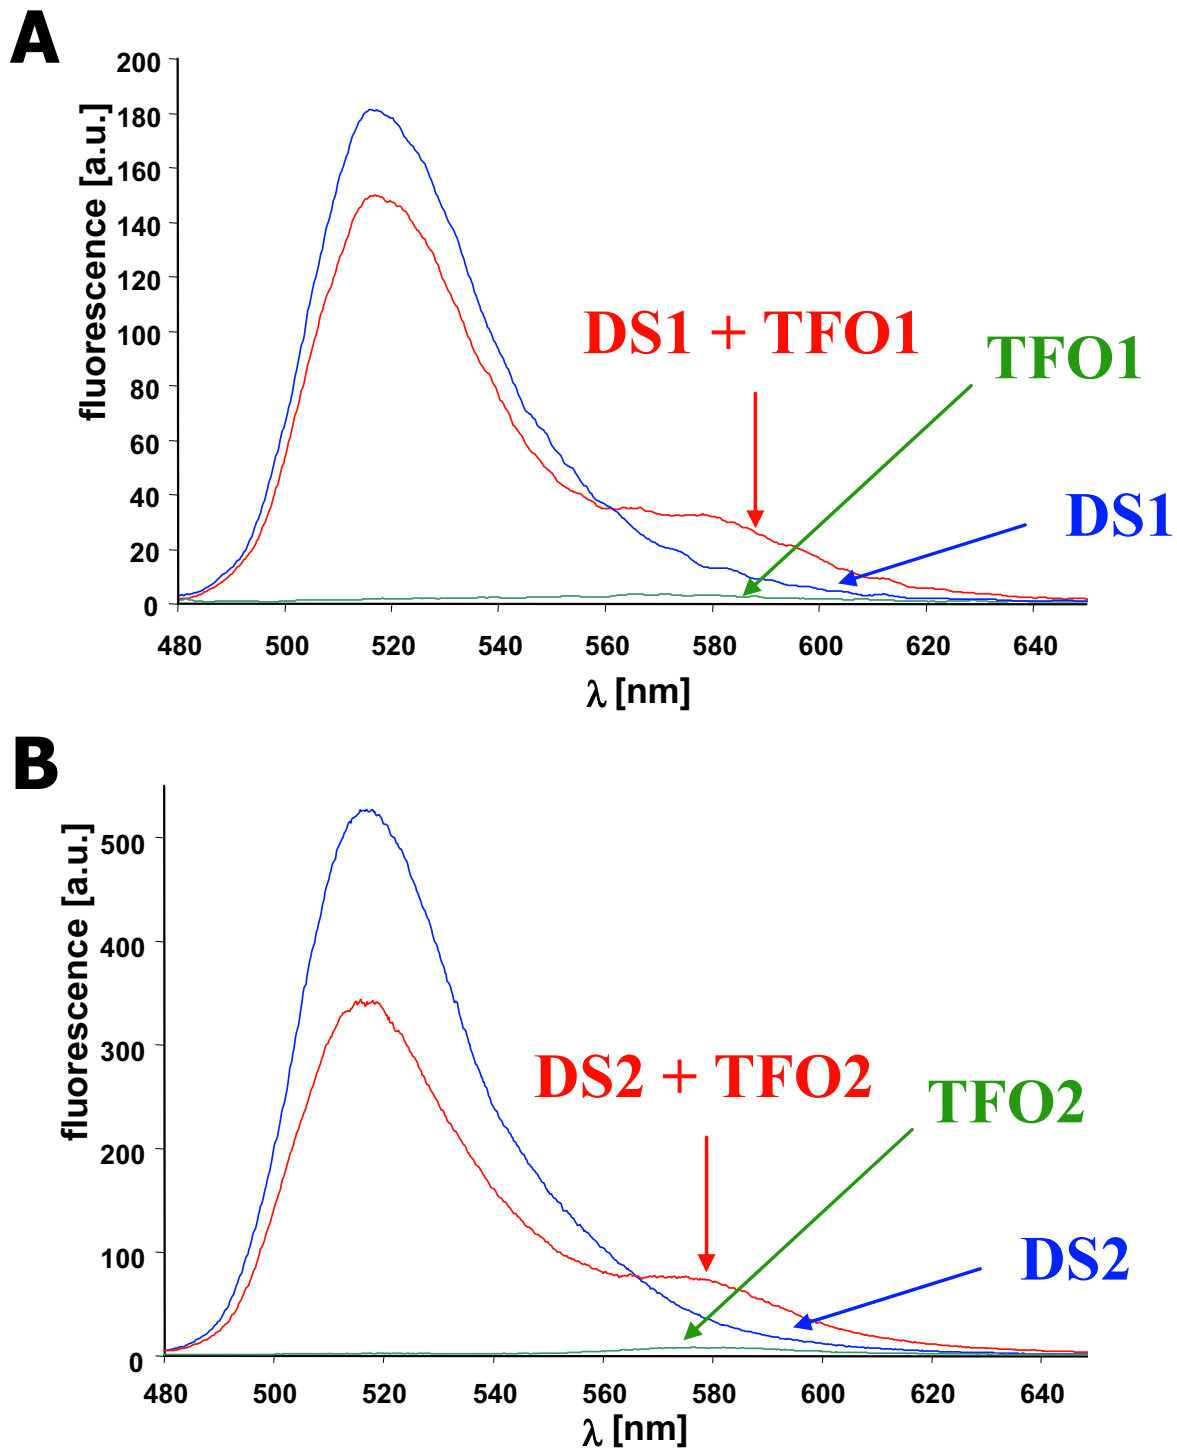 A
fluorescence [a.u.]
200
180
160
140
120
100
80
60
40
20
0
DS1 + TFO1
TFO1
DS1
480 500 520 540 560 580 600 620 640
λ [nm]
B
fluorescence [a.u.]
500
400
300
200
100
0
DS2 + TFO2
TFO2
DS2
480 500 520 540 560 580 600 620 640
λ [nm]